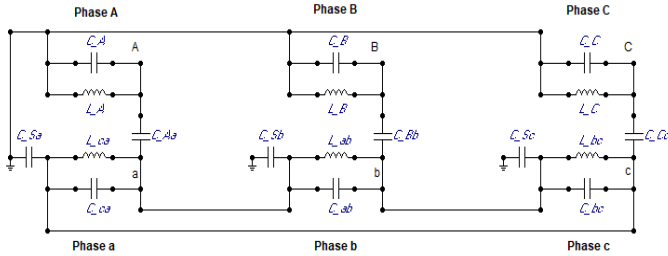 Phase A Phase B Phase C
C_A A C_B B C_C C
L_A L_B L_C
C_Sa L_ca C_Aa C_Sb L_ab C_Bb C_Sc L_bc C_Cc
a b c
C_ca C_ab C_bc
Phase a Phase b Phase c